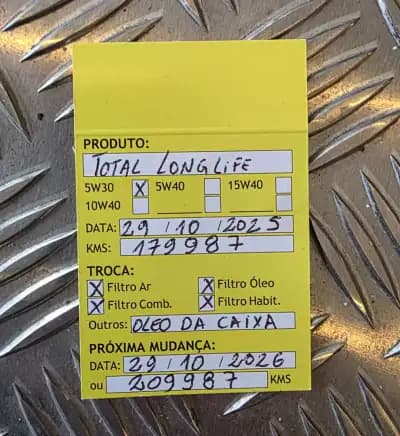 PRODUTO:
TOTAL LONGLIFE
5W30 X 5W40 15W40
10W40
DATA: 29 / 10 / 2025
KMS: 179987
TROCA:
X Filtro Ar X Filtro Óleo
X Filtro Comb. X Filtro Habit.
Outros: OLEO DA CAIXA
PRÓXIMA MUDANÇA:
DATA: 29 / 10 / 2026
ou 209987 KMS